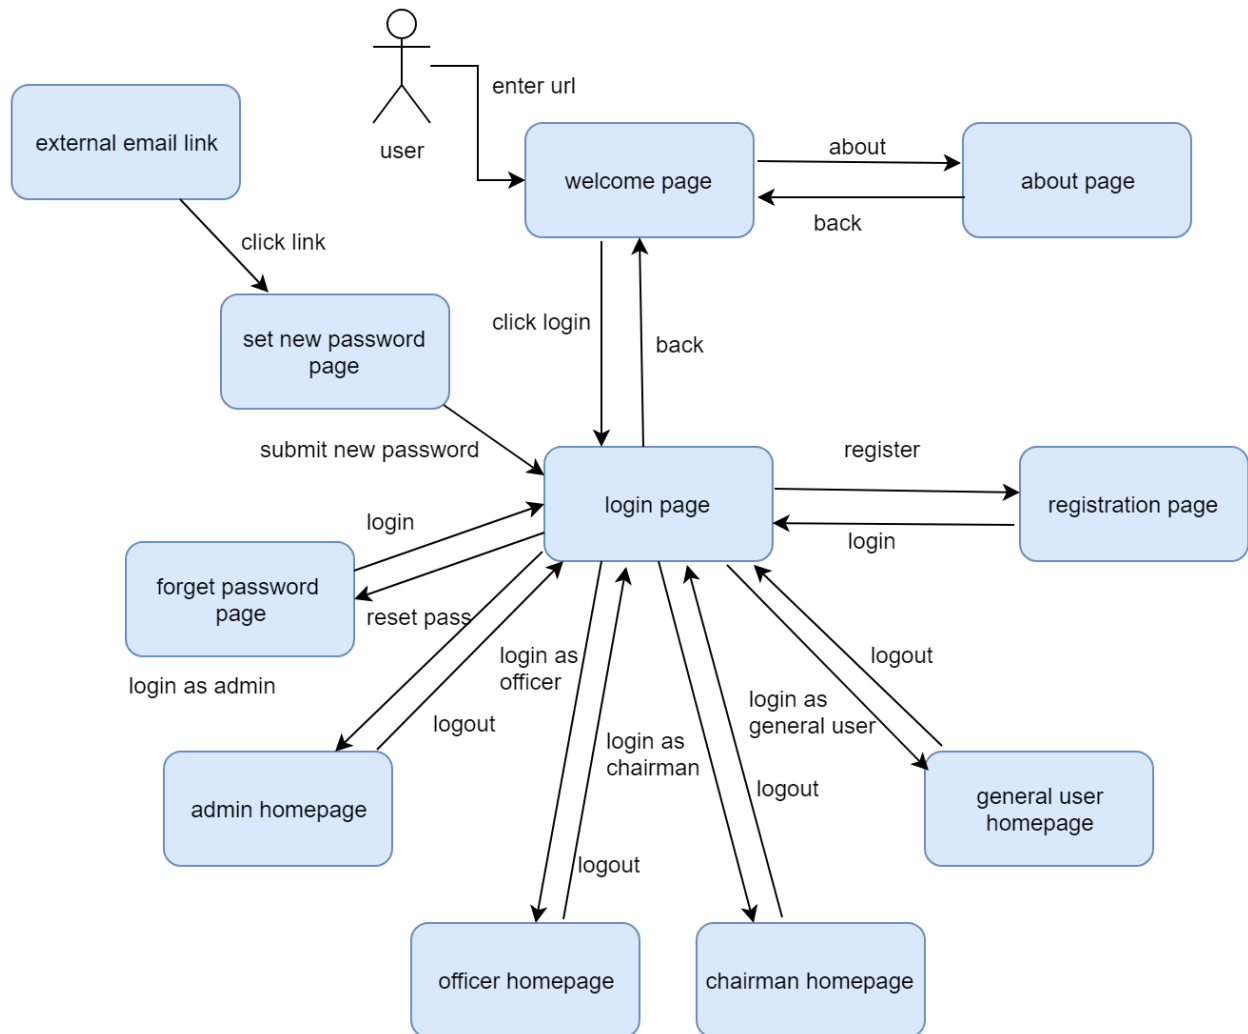 enter url
external email link
user
about
welcome page
about page
back
click link
click login
set new password
page
back
submit new password
register
login page
registration page
login
login
forget password
page
reset pass
login as admin
login as
officer
logout
login as
general user
logout
login as
chairman
logout
admin homepage
general user
homepage
logout
officer homepage
chairman homepage